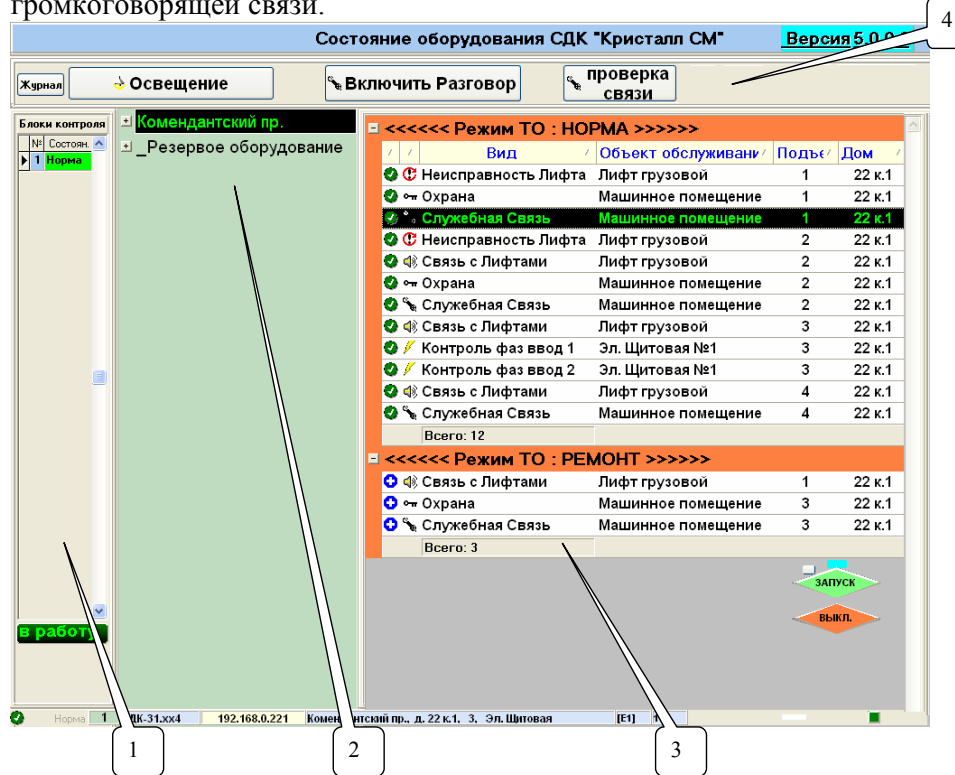 громкоговорящей связи.
Состояние оборудования СДК "Кристалл СМ" Версия 5.0.0
4
Журнал Освещение Включить Разговор проверка связи
Блоки контроля
№ Состоян.
1 Норма
в работу
Комендантский пр.
_Резервое оборудование
<<<<<< Режим ТО : НОРМА >>>>>>
Вид Объект обслуживани Подъе Дом
Неисправность Лифта Лифт грузовой 1 22 к.1
Охрана Машинное помещение 1 22 к.1
Служебная Связь Машинное помещение 1 22 к.1
Неисправность Лифта Лифт грузовой 2 22 к.1
Связь с Лифтами Лифт грузовой 2 22 к.1
Охрана Машинное помещение 2 22 к.1
Служебная Связь Машинное помещение 2 22 к.1
Связь с Лифтами Лифт грузовой 3 22 к.1
Контроль фаз ввод 1 Эл. Щитовая №1 3 22 к.1
Контроль фаз ввод 2 Эл. Щитовая №1 3 22 к.1
Связь с Лифтами Лифт грузовой 4 22 к.1
Служебная Связь Машинное помещение 4 22 к.1
Всего: 12
<<<<<< Режим ТО : РЕМОНТ >>>>>>
Связь с Лифтами Лифт грузовой 1 22 к.1
Охрана Машинное помещение 3 22 к.1
Служебная Связь Машинное помещение 3 22 к.1
Всего: 3
ЗАПУСК
ВЫКЛ.
Норма 1 ДК-31.xx4 192.168.0.221 Комендантский пр., д. 22 к.1, 3, Эл. Щитовая [E1]
1 2 3